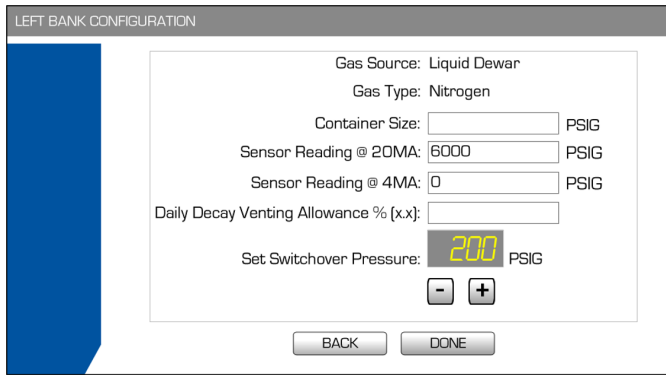 LEFT BANK CONFIGURATION
Gas Source: Liquid Dewar
Gas Type: Nitrogen
Container Size: PSIG
Sensor Reading @ 20MA: 6000 PSIG
Sensor Reading @ 4MA: 0 PSIG
Daily Decay Venting Allowance % (x.x):
Set Switchover Pressure: 200 PSIG
- +
BACK DONE